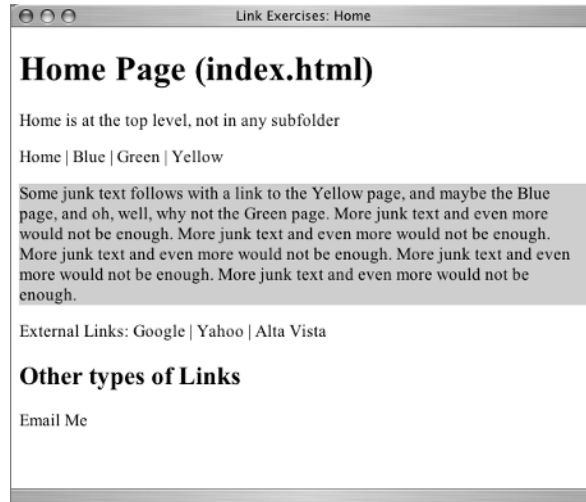 Link Exercises: Home
Home Page (index.html)
Home is at the top level, not in any subfolder
Home | Blue | Green | Yellow
Some junk text follows with a link to the Yellow page, and maybe the Blue
page, and oh, well, why not the Green page. More junk text and even more
would not be enough. More junk text and even more would not be enough.
More junk text and even more would not be enough. More junk text and even
more would not be enough. More junk text and even more would not be
enough.
External Links: Google | Yahoo | Alta Vista
Other types of Links
Email Me